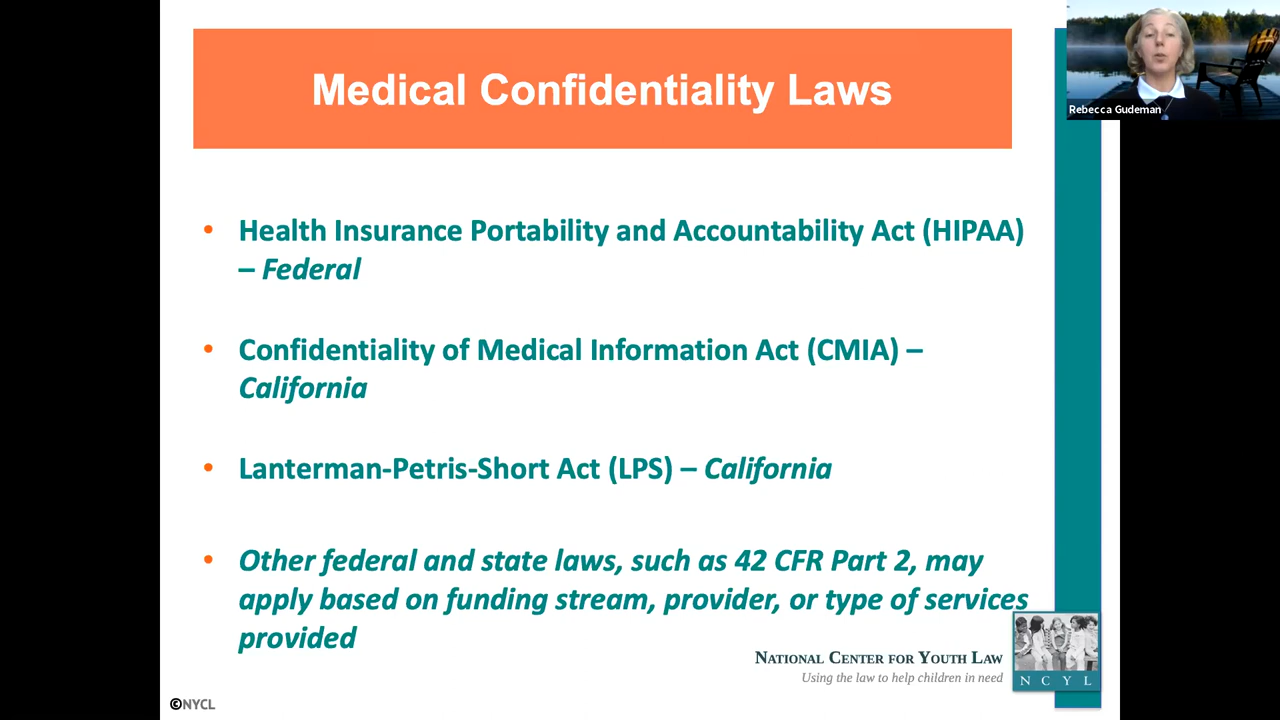 Medical Confidentiality Laws
Rebecca Gudeman
• Health Insurance Portability and Accountability Act (HIPAA)
– Federal
• Confidentiality of Medical Information Act (CMIA) –
California
• Lanterman-Petris-Short Act (LPS) – California
• Other federal and state laws, such as 42 CFR Part 2, may
apply based on funding stream, provider, or type of services
provided
National Center for Youth Law
Using the law to help children in need
N C Y L
©NYCL